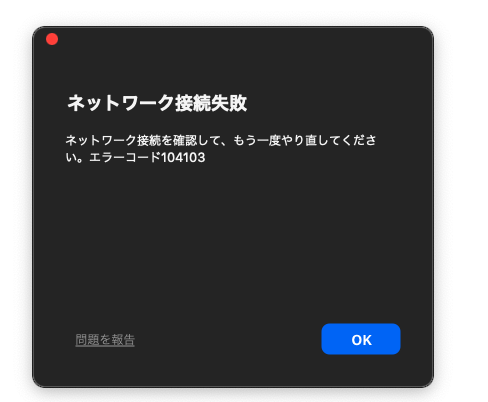 ネットワーク接続失敗
ネットワーク接続を確認して、もう一度やり直してくださ
い。エラーコード104103
問題を報告
OK